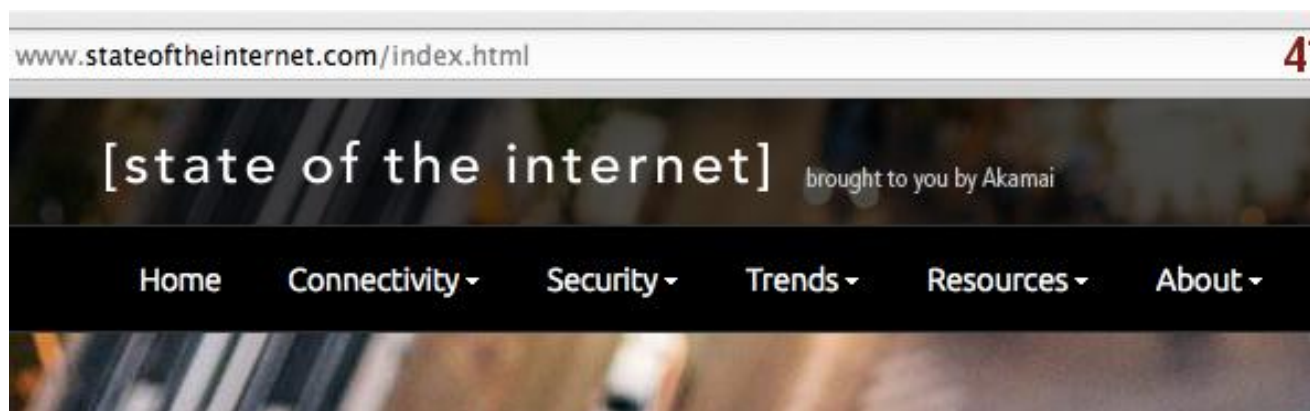 www.stateoftheinternet.com/index.html
[state of the internet] brought to you by Akamai
Home Connectivity Security Trends Resources About